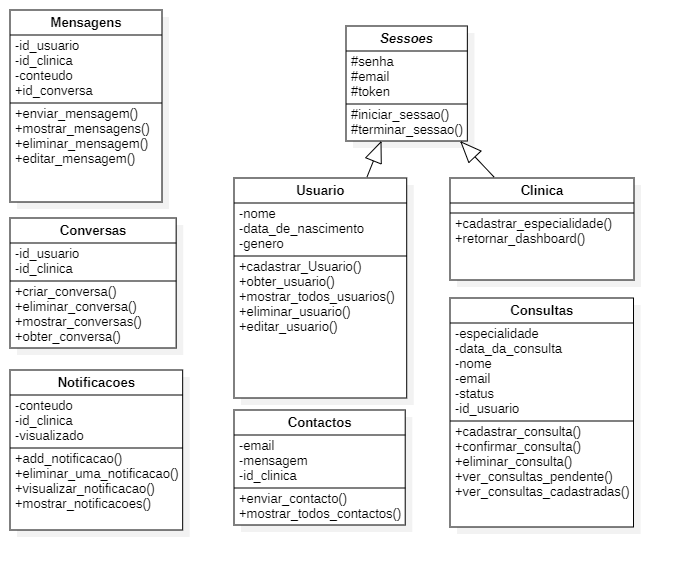 Mensagens
-id_usuario
-id_clinica
-conteudo
+id_conversa
+enviar_mensagem()
+mostrar_mensagens()
+eliminar_mensagem()
+editar_mensagem()
Conversas
-id_usuario
-id_clinica
+criar_conversa()
+eliminar_conversa()
+mostrar_conversas()
+obter_conversa()
Notificacoes
-conteudo
-id_clinica
-visualizado
+add_notificacao()
+eliminar_uma_notificacao()
+visualizar_notificacao()
+mostrar_notificacoes()
Sessoes
#senha
#email
#token
#iniciar_sessao()
#terminar_sessao()
Usuario
-nome
-data_de_nascimento
-genero
+cadastrar_Usuario()
+obter_usuario()
+mostrar_todos_usuarios()
+eliminar_usuario()
+editar_usuario()
Contactos
-email
-mensagem
-id_clinica
+enviar_contacto()
+mostrar_todos_contactos()
Clinica
+cadastrar_especialidade()
+retornar_dashboard()
Consultas
-especialidade
-data_da_consulta
-nome
-email
-status
-id_usuario
+cadastrar_consulta()
+confirmar_consulta()
+eliminar_consulta()
+ver_consultas_pendente()
+ver_consultas_cadastradas()